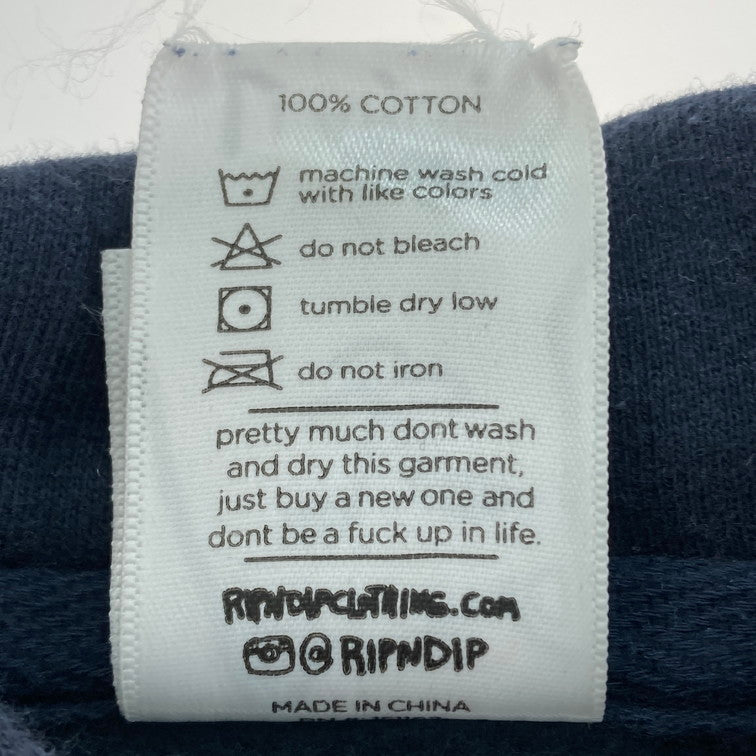 100% COTTON
machine wash cold
with like colors
do not bleach
tumble dry low
do not iron
pretty much dont wash
and dry this garment,
just buy a new one and
dont be a fuck up in life.
RIPNDIPCLOTHING.COM
@RIPNDIP
MADE IN CHINA